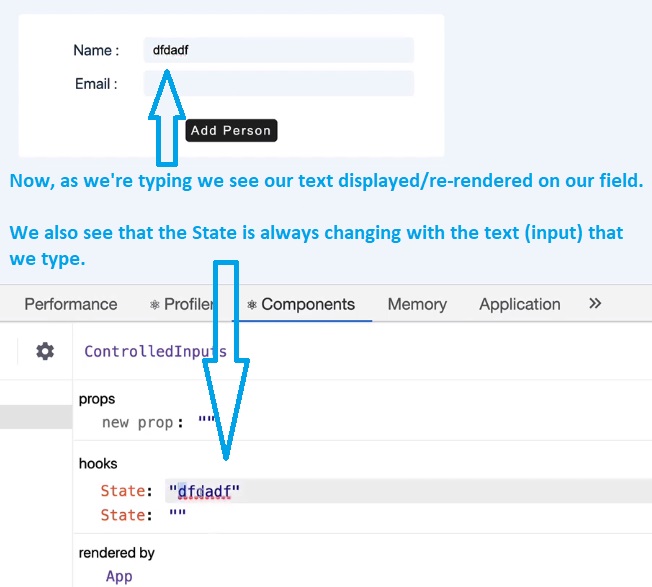 Name : dfdadf
Email :
Add Person
Now, as we're typing we see our text displayed/re-rendered on our field.
We also see that the State is always changing with the text (input) that
we type.
Performance ⚛ Profiler ⚛ Components Memory Application »
ControlledInputs
props
new prop: ""
hooks
State: "dfdadf"
State: ""
rendered by
App